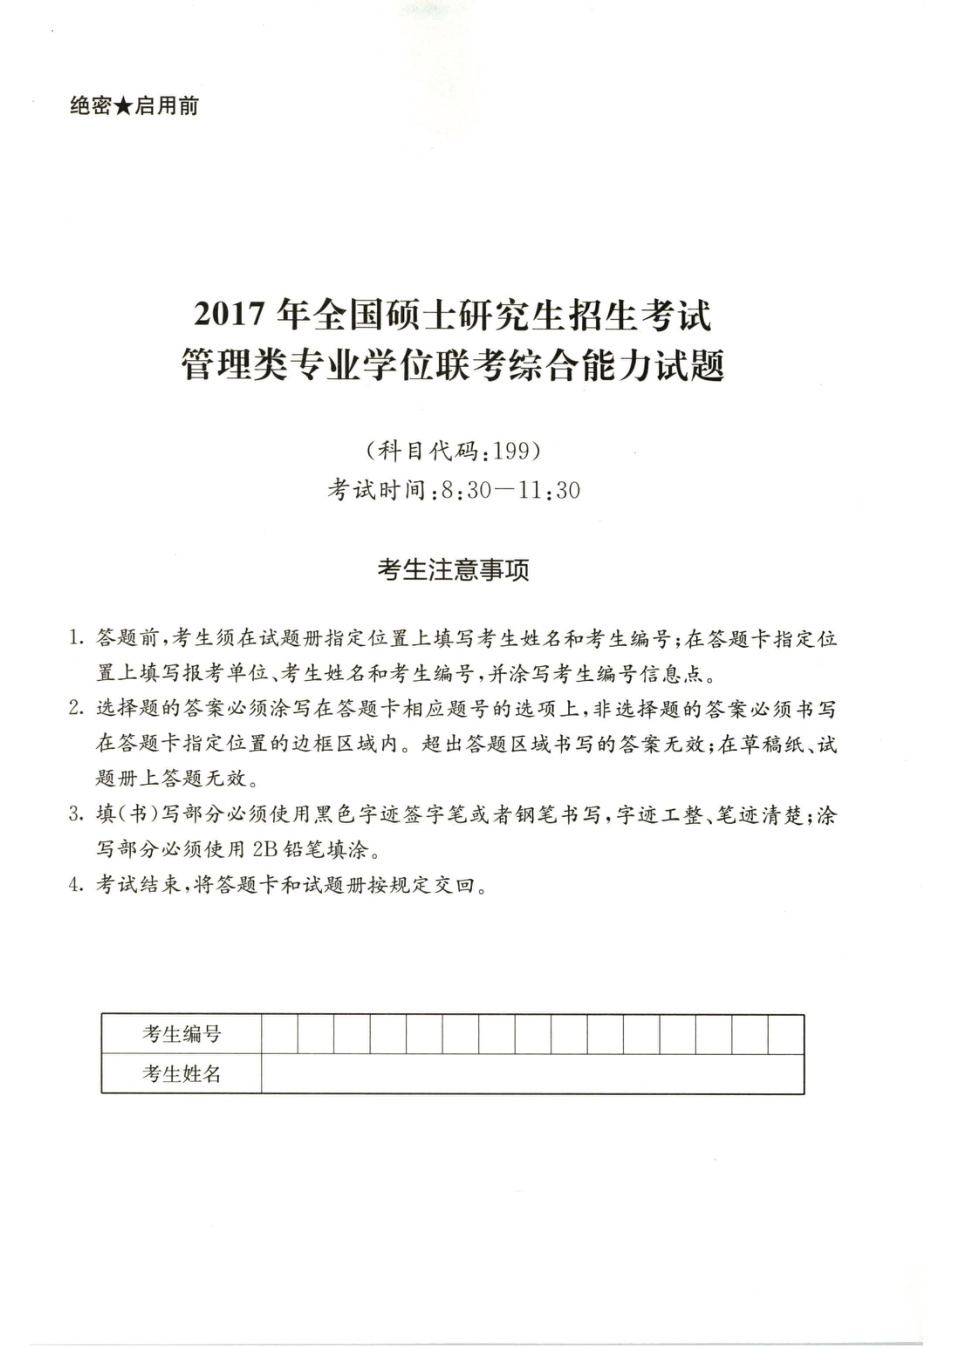 绝密★启用前
2017 年全国硕士研究生招生考试
管理类专业学位联考综合能力试题
(科目代码:199)
考试时间:8:30—11:30
考生注意事项
1. 答题前,考生须在试题册指定位置上填写考生姓名和考生编号;在答题卡指定位
置上填写报考单位、考生姓名和考生编号,并涂写考生编号信息点。
2. 选择题的答案必须涂写在答题卡相应题号的选项上,非选择题的答案必须书写
在答题卡指定位置的边框区域内。超出答题区域书写的答案无效;在草稿纸、试
题册上答题无效。
3. 填(书)写部分必须使用黑色字迹签字笔或者钢笔书写,字迹工整、笔迹清楚;涂
写部分必须使用 2B 铅笔填涂。
4. 考试结束,将答题卡和试题册按规定交回。
考生编号
考生姓名